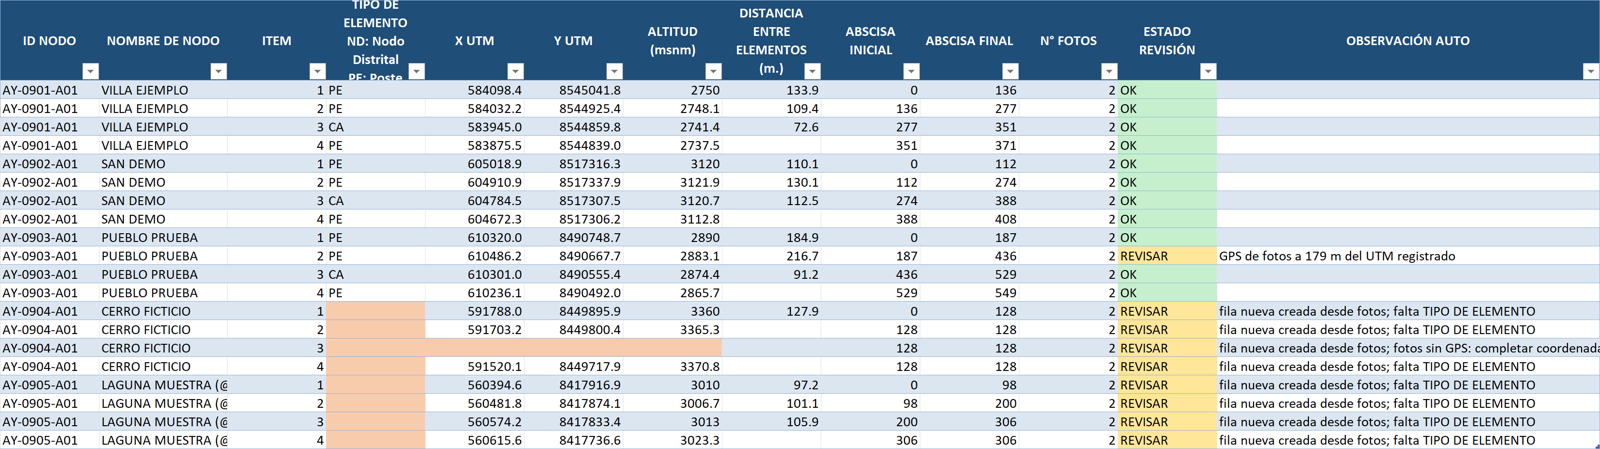 ID NODO NOMBRE DE NODO ITEM TIPO DE ELEMENTO ND: Nodo Distrital PE: Poste X UTM Y UTM ALTITUD (msnm) DISTANCIA ENTRE ELEMENTOS (m.) ABSCISA INICIAL ABSCISA FINAL N° FOTOS ESTADO REVISIÓN OBSERVACIÓN AUTO
AY-0901-A01 VILLA EJEMPLO 1 PE 584098.4 8545041.8 2750 133.9 0 136 2 OK
AY-0901-A01 VILLA EJEMPLO 2 PE 584032.2 8544925.4 2748.1 109.4 136 277 2 OK
AY-0901-A01 VILLA EJEMPLO 3 CA 583945.0 8544859.8 2741.4 72.6 277 351 2 OK
AY-0901-A01 VILLA EJEMPLO 4 PE 583875.5 8544839.0 2737.5 351 371 2 OK
AY-0902-A01 SAN DEMO 1 PE 605018.9 8517316.3 3120 110.1 0 112 2 OK
AY-0902-A01 SAN DEMO 2 PE 604910.9 8517337.9 3121.9 130.1 112 274 2 OK
AY-0902-A01 SAN DEMO 3 CA 604784.5 8517307.5 3120.7 112.5 274 388 2 OK
AY-0902-A01 SAN DEMO 4 PE 604672.3 8517306.2 3112.8 388 408 2 OK
AY-0903-A01 PUEBLO PRUEBA 1 PE 610320.0 8490748.7 2890 184.9 0 187 2 OK
AY-0903-A01 PUEBLO PRUEBA 2 PE 610486.2 8490667.7 2883.1 216.7 187 436 2 REVISAR GPS de fotos a 179 m del UTM registrado
AY-0903-A01 PUEBLO PRUEBA 3 CA 610301.0 8490555.4 2874.4 91.2 436 529 2 OK
AY-0903-A01 PUEBLO PRUEBA 4 PE 610236.1 8490492.0 2865.7 529 549 2 OK
AY-0904-A01 CERRO FICTICIO 1 591788.0 8449895.9 3360 127.9 0 128 2 REVISAR fila nueva creada desde fotos; falta TIPO DE ELEMENTO
AY-0904-A01 CERRO FICTICIO 2 591703.2 8449800.4 3365.3 128 128 2 REVISAR fila nueva creada desde fotos; falta TIPO DE ELEMENTO
AY-0904-A01 CERRO FICTICIO 3 128 128 2 REVISAR fila nueva creada desde fotos; fotos sin GPS: completar coordenada
AY-0904-A01 CERRO FICTICIO 4 591520.1 8449717.9 3370.8 128 128 2 REVISAR fila nueva creada desde fotos; falta TIPO DE ELEMENTO
AY-0905-A01 LAGUNA MUESTRA (@ 1 560394.6 8417916.9 3010 97.2 0 98 2 REVISAR fila nueva creada desde fotos; falta TIPO DE ELEMENTO
AY-0905-A01 LAGUNA MUESTRA (@ 2 560481.8 8417874.1 3006.7 101.1 98 200 2 REVISAR fila nueva creada desde fotos; falta TIPO DE ELEMENTO
AY-0905-A01 LAGUNA MUESTRA (@ 3 560574.2 8417833.4 3013 105.9 200 306 2 REVISAR fila nueva creada desde fotos; falta TIPO DE ELEMENTO
AY-0905-A01 LAGUNA MUESTRA (@ 4 560615.6 8417736.6 3023.3 306 306 2 REVISAR fila nueva creada desde fotos; falta TIPO DE ELEMENTO